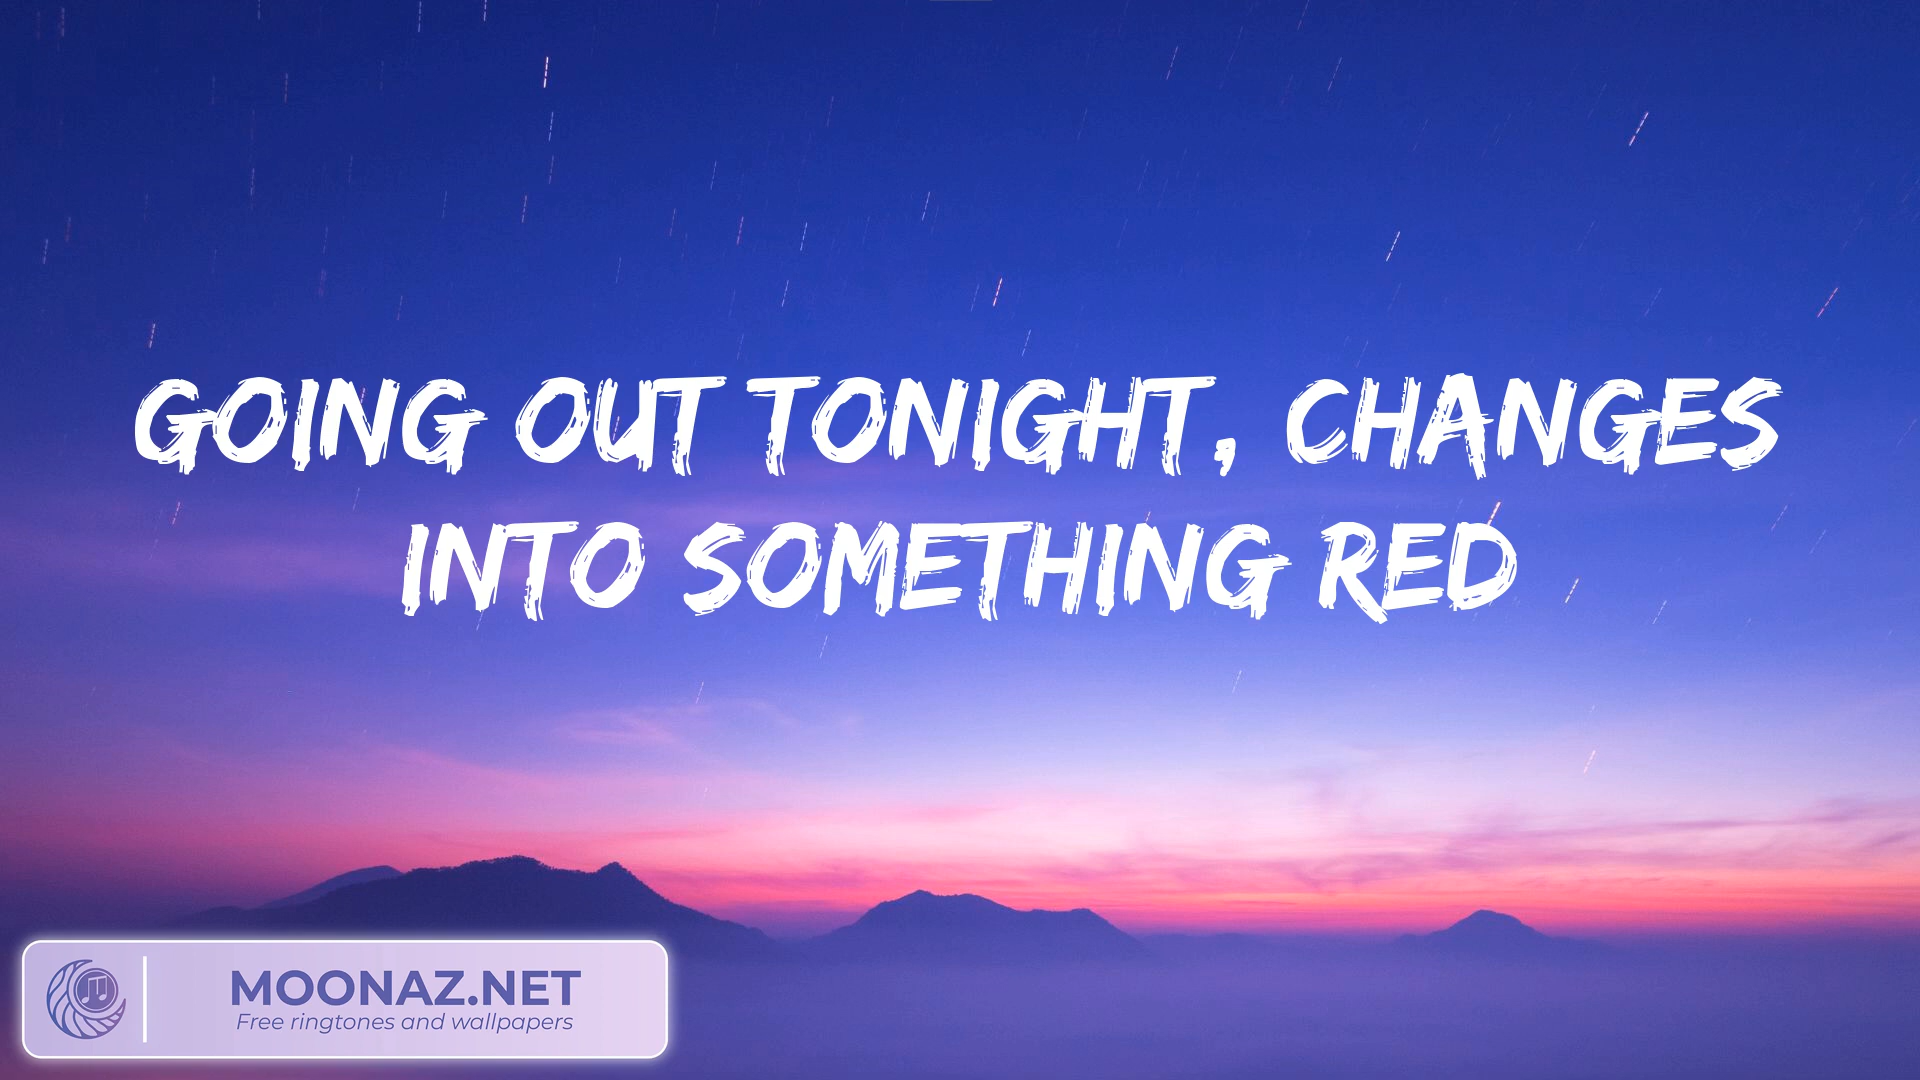 GOING OUT TONIGHT, CHANGES
INTO SOMETHING RED
MOONAZ.NET
Free ringtones and wallpapers